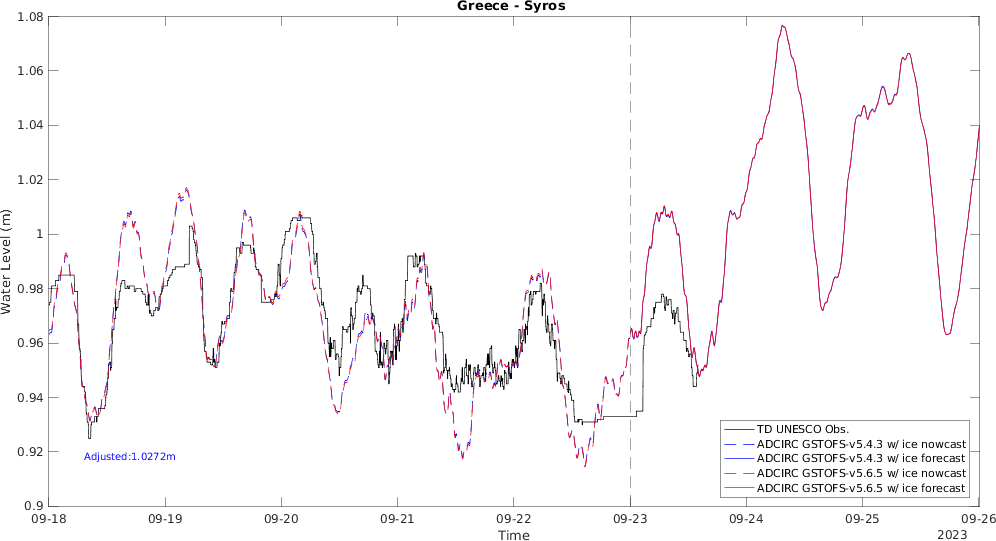 Greece - Syros
1.08
1.06
1.04
1.02
1
0.98
0.96
0.94
0.92
0.9
Water Level (m)
Adjusted:1.0272m
TD UNESCO Obs.
ADCIRC GSTOFS-v5.4.3 w/ ice nowcast
ADCIRC GSTOFS-v5.4.3 w/ ice forecast
ADCIRC GSTOFS-v5.6.5 w/ ice nowcast
ADCIRC GSTOFS-v5.6.5 w/ ice forecast
09-18 09-19 09-20 09-21 09-22 09-23 09-24 09-25 09-26
Time
2023